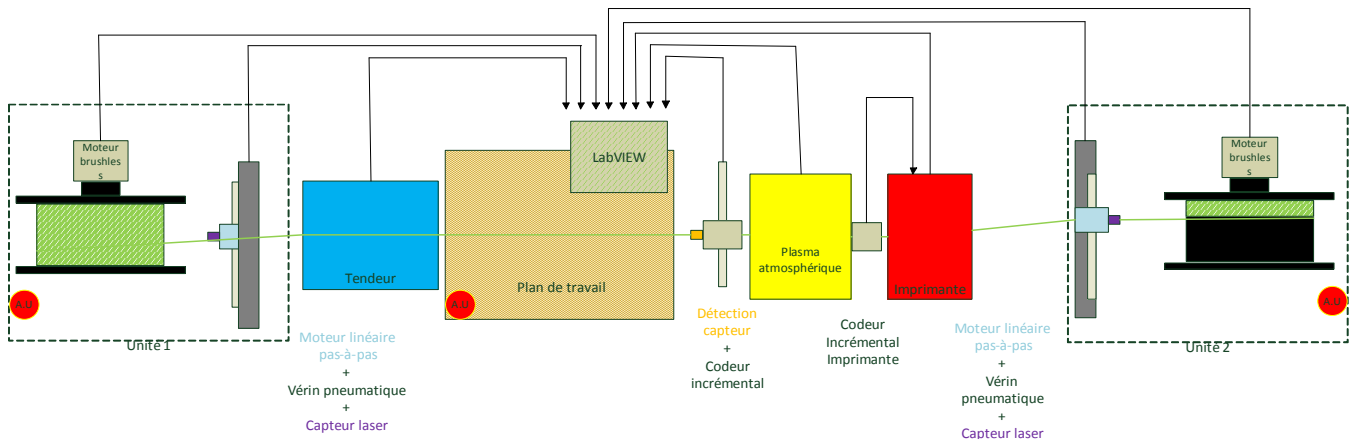 Moteur
brushles
s
A.U
Unité 1
Moteur linéaire
pas-à-pas
+
Vérin pneumatique
+
Capteur laser
Tendeur
LabVIEW
Plan de travail
A.U
Détection
capteur
+
Codeur
incrémental
Plasma
atmosphérique
Codeur
Incrémental
Imprimante
Imprimante
Moteur linéaire
pas-à-pas
+
Vérin
pneumatique
+
Capteur laser
Moteur
brushles
s
A.U
Unité 2